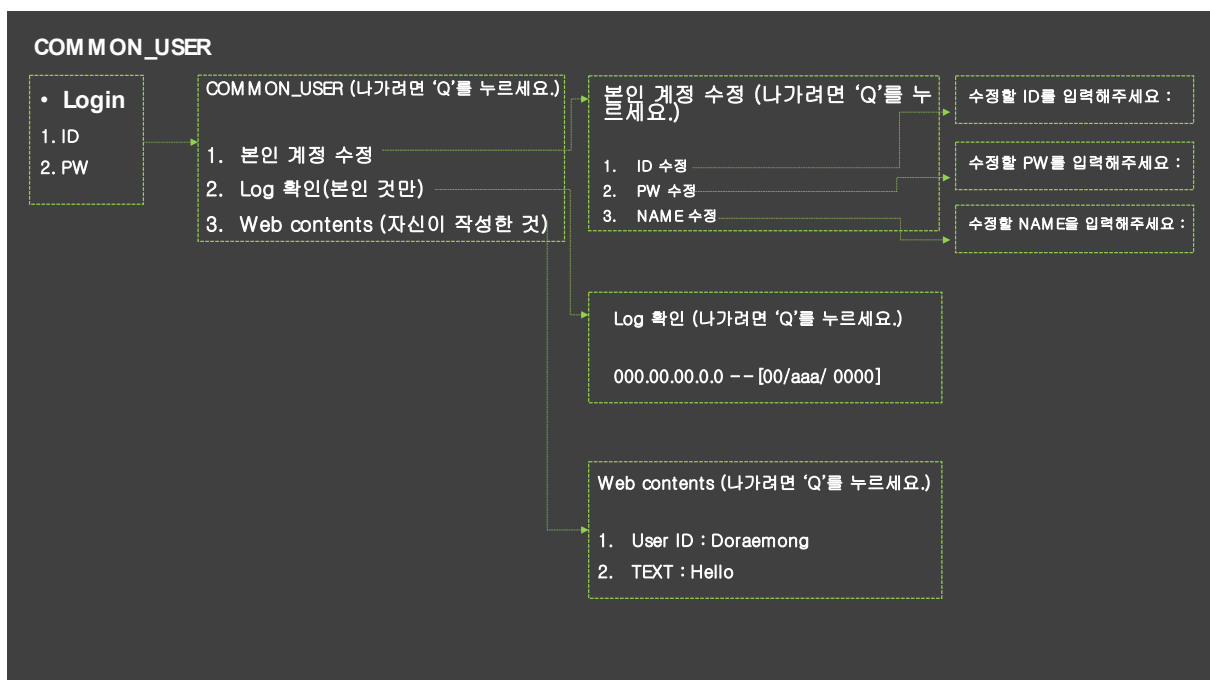 COMMON_USER
• Login
1. ID
2. PW
COMMON_USER (나가려면 ‘Q’를 누르세요.)
1. 본인 계정 수정
2. Log 확인(본인 것만)
3. Web contents (자신이 작성한 것)
본인 계정 수정 (나가려면 ‘Q’를 누
르세요.)
1. ID 수정
2. PW 수정
3. NAME 수정
수정할 ID를 입력해주세요 :
수정할 PW를 입력해주세요 :
수정할 NAME을 입력해주세요 :
Log 확인 (나가려면 ‘Q’를 누르세요.)
000.00.00.0.0 -- [00/aaa/ 0000]
Web contents (나가려면 ‘Q’를 누르세요.)
1. User ID : Doraemong
2. TEXT : Hello